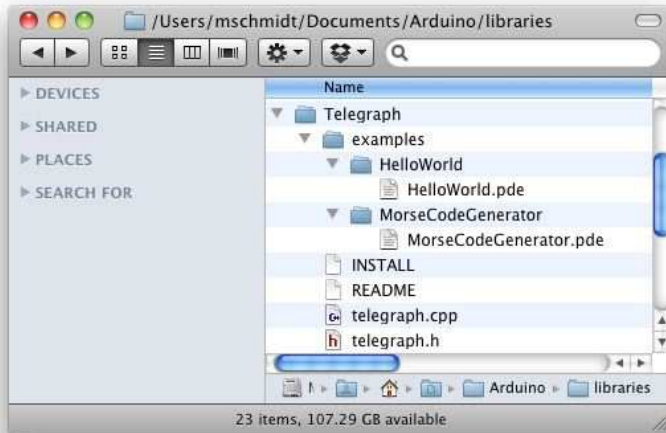 /Users/mschmidt/Documents/Arduino/libraries
DEVICES
SHARED
PLACES
SEARCH FOR
Name
Telegraph
examples
HelloWorld
HelloWorld.pde
MorseCodeGenerator
MorseCodeGenerator.pde
INSTALL
README
telegraph.cpp
telegraph.h
Arduino
libraries
23 items, 107.29 GB available